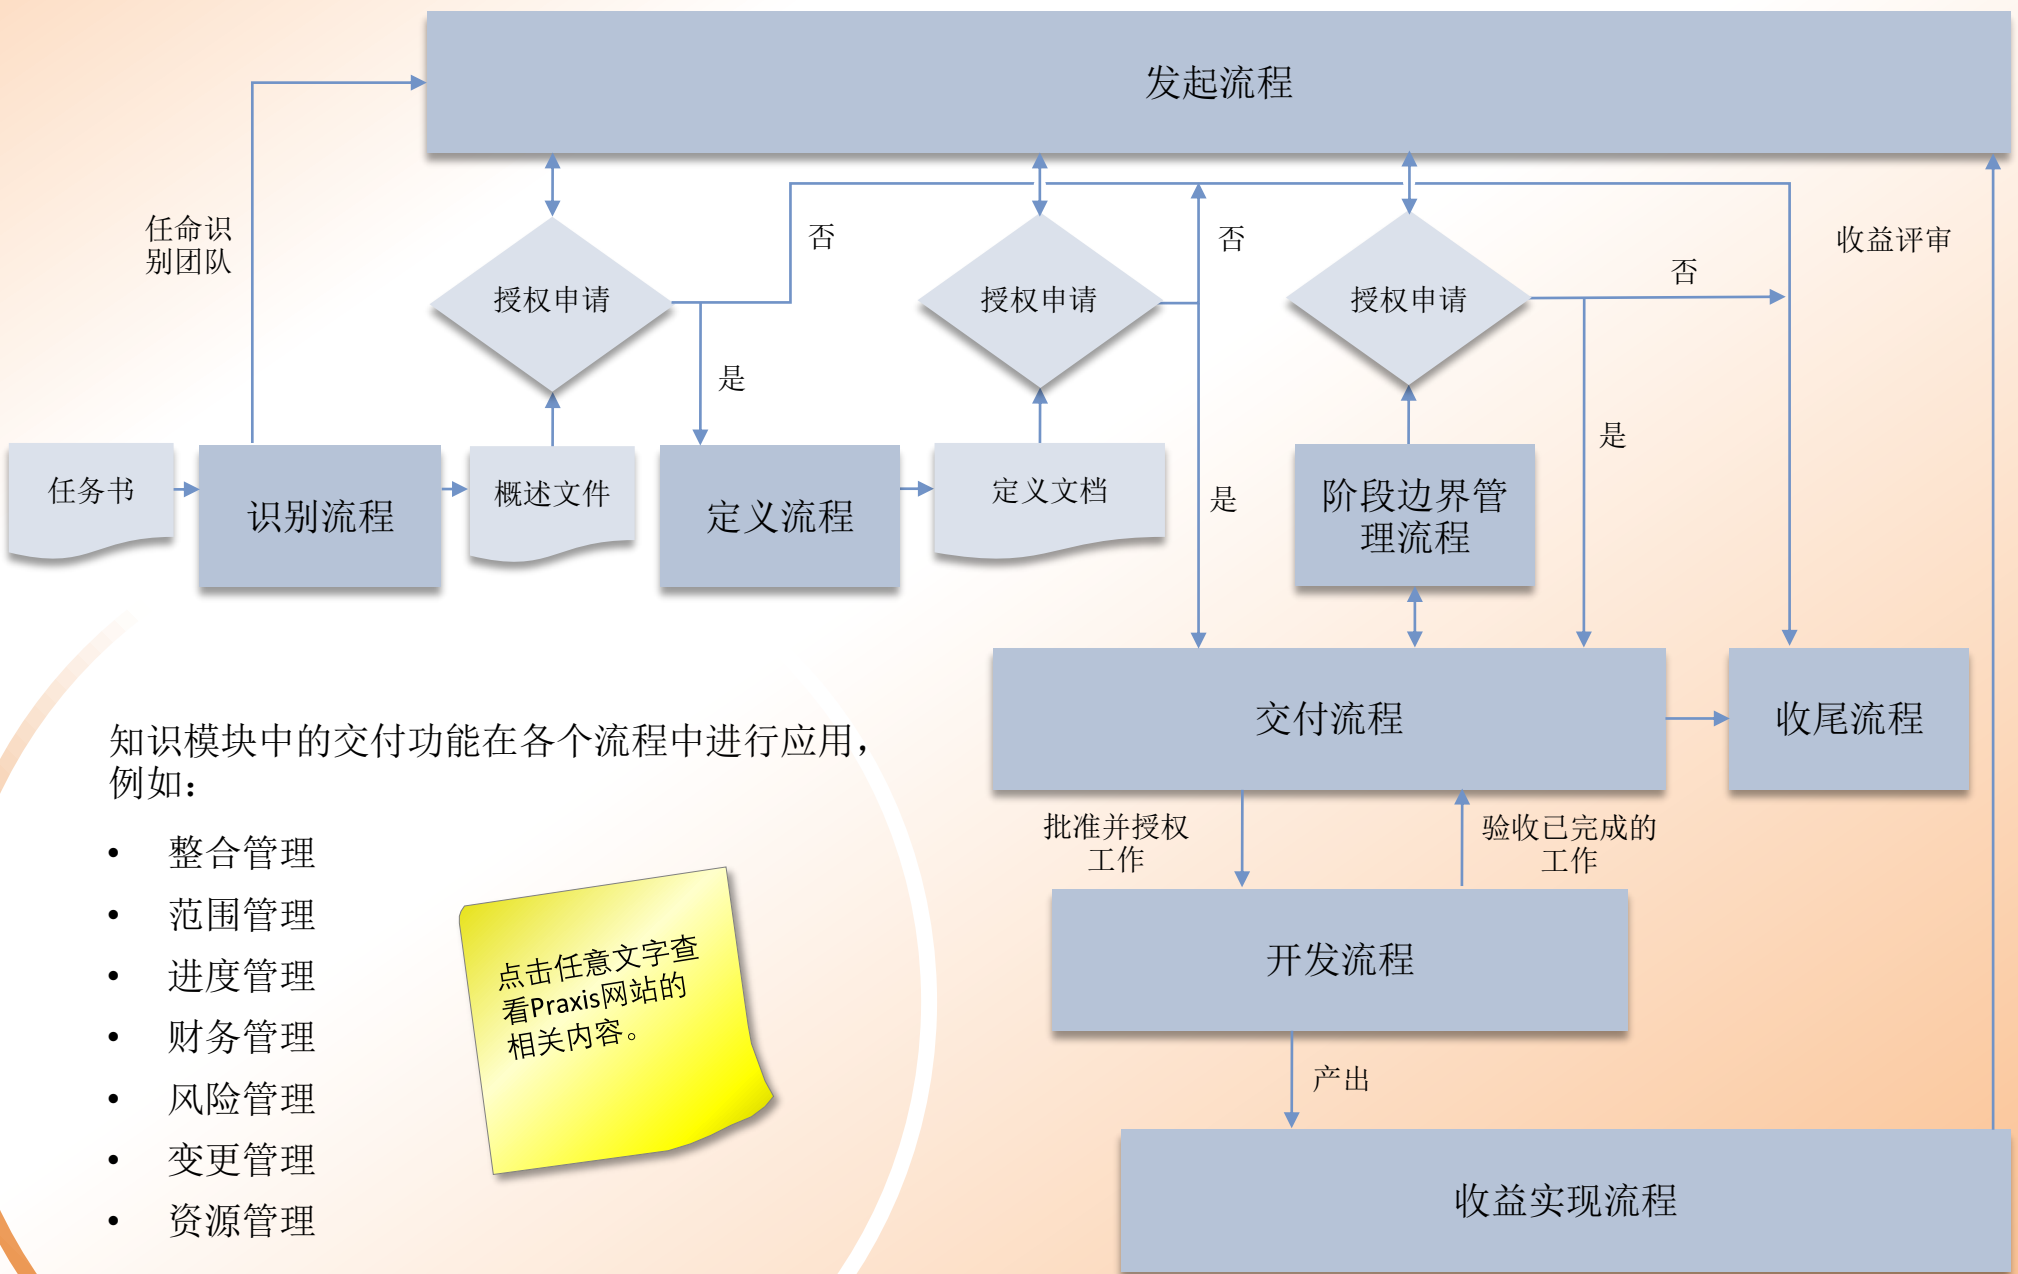 发起流程
任命识
别团队
否
否
否
收益评审
授权申请
授权申请
授权申请
是
是
是
任务书
识别流程
概述文件
定义流程
定义文档
阶段边界管
理流程
交付流程
收尾流程
知识模块中的交付功能在各个流程中进行应用，
例如：
• 整合管理
• 范围管理
• 进度管理
• 财务管理
• 风险管理
• 变更管理
• 资源管理
点击任意文字查
看Praxis网站的
相关内容。
批准并授权
工作
验收已完成的
工作
开发流程
产出
收益实现流程